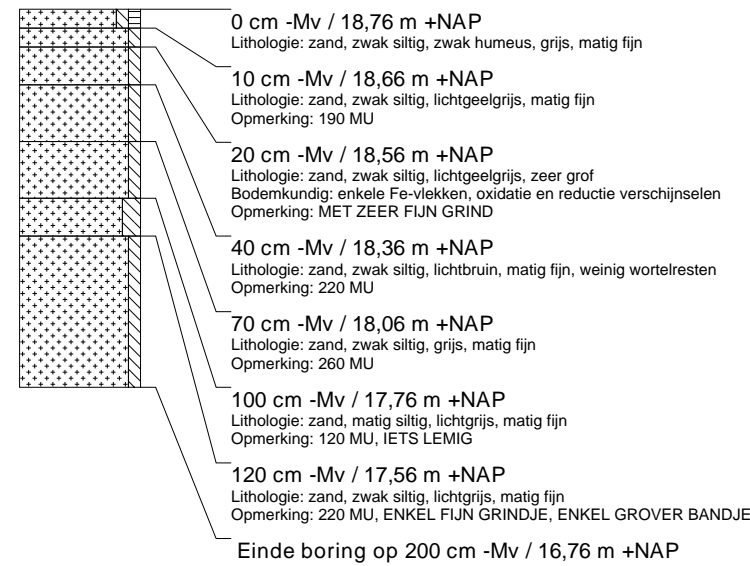 0 cm -Mv / 18,76 m +NAP
Lithologie: zand, zwak siltig, zwak humeus, grijs, matig fijn
10 cm -Mv / 18,66 m +NAP
Lithologie: zand, zwak siltig, lichtgeelgrijs, matig fijn
Opmerking: 190 MU
20 cm -Mv / 18,56 m +NAP
Lithologie: zand, zwak siltig, lichtgeelgrijs, zeer grof
Bodemkundig: enkele Fe-vlekken, oxidatie en reductie verschijnselen
Opmerking: MET ZEER FIJN GRIND
40 cm -Mv / 18,36 m +NAP
Lithologie: zand, zwak siltig, lichtbruin, matig fijn, weinig wortelresten
Opmerking: 220 MU
70 cm -Mv / 18,06 m +NAP
Lithologie: zand, zwak siltig, grijs, matig fijn
Opmerking: 260 MU
100 cm -Mv / 17,76 m +NAP
Lithologie: zand, matig siltig, lichtgrijs, matig fijn
Opmerking: 120 MU, IETS LEMIG
120 cm -Mv / 17,56 m +NAP
Lithologie: zand, zwak siltig, lichtgrijs, matig fijn
Opmerking: 220 MU, ENKEL FIJN GRINDJE, ENKEL GROVER BANDJE
Einde boring op 200 cm -Mv / 16,76 m +NAP